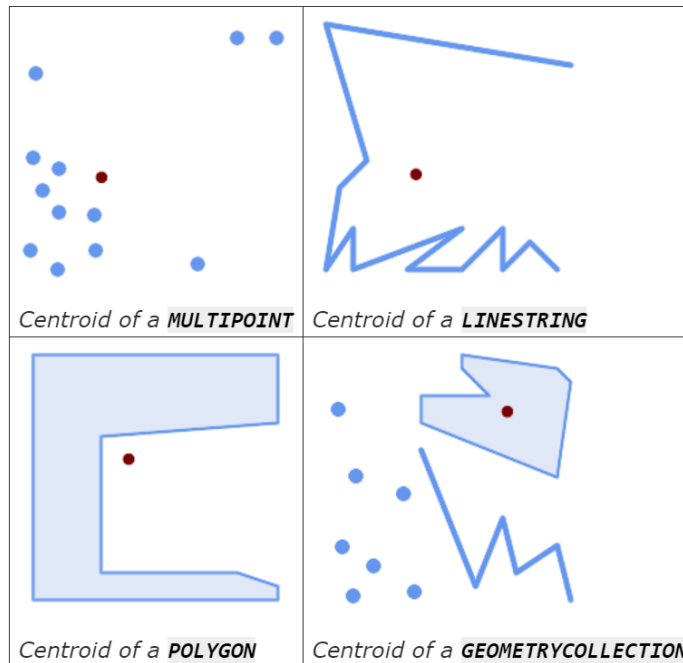 Centroid of a MULTIPOINT
Centroid of a LINESTRING
Centroid of a POLYGON
Centroid of a GEOMETRYCOLLECTION